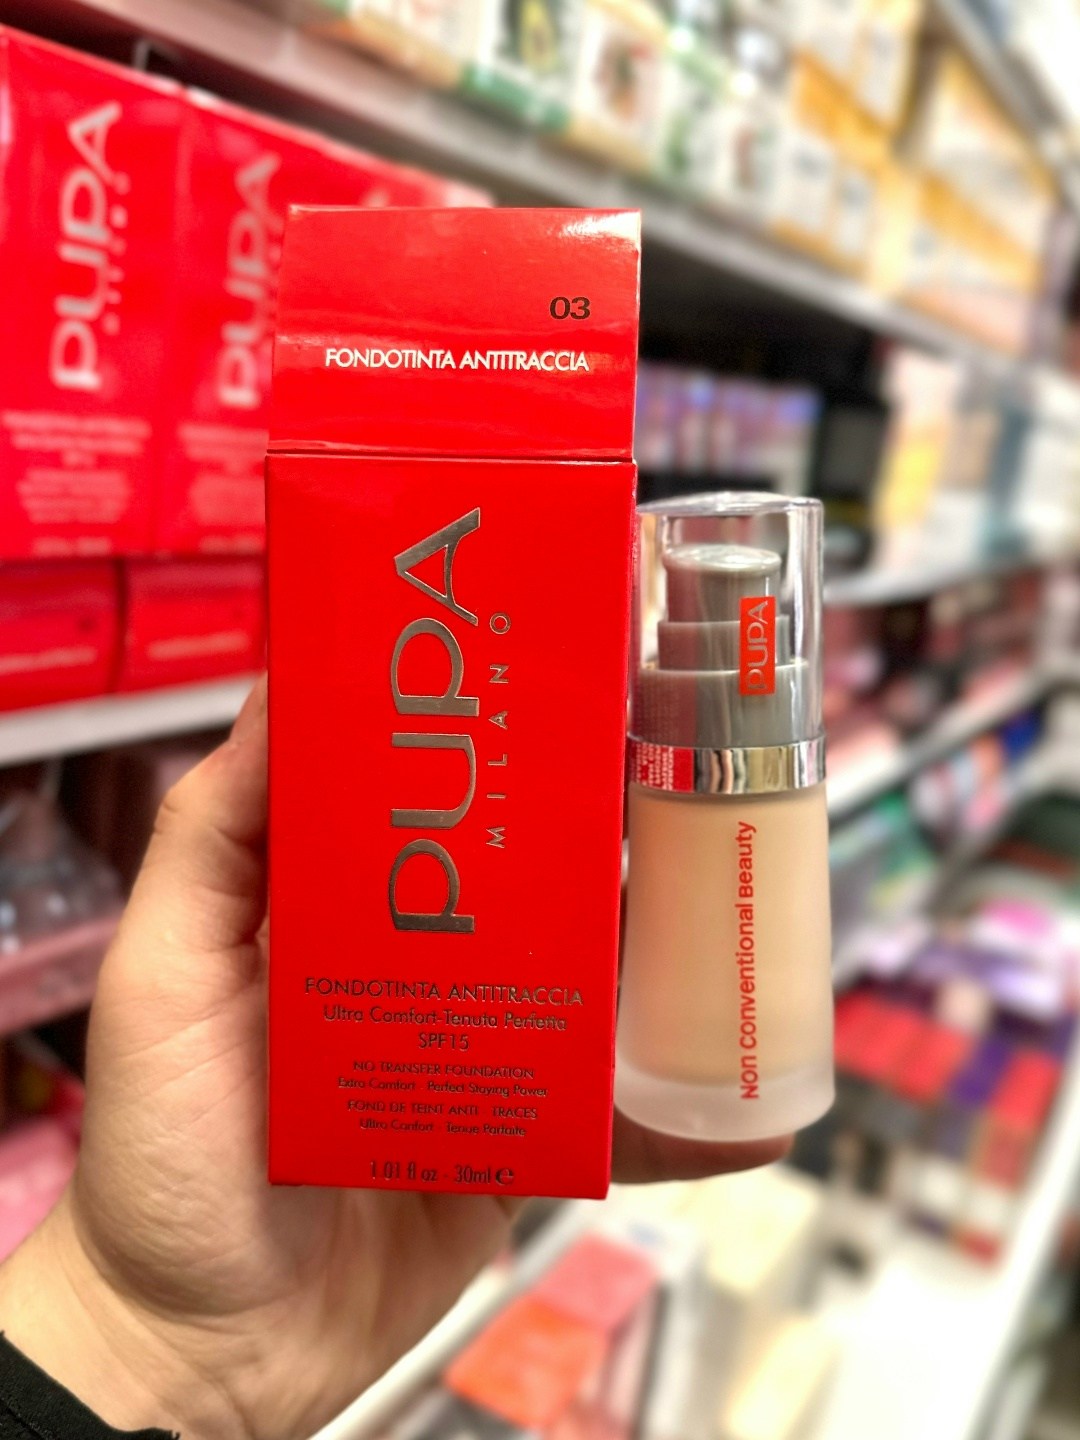 PUPA
PUPA
03
FONDOTINTA ANTITRACCIA
PUPA
MILANO
FONDOTINTA ANTITRACCIA
Ultra Comfort-Tenuta Perfetta
SPF15
NO TRANSFER FOUNDATION
Extra Comfort - Perfect Staying Power
FOND DE TEINT ANTI - TRACES
Ultra Confort - Tenue Parfaite
1.01 fl oz - 30ml ℮
PUPA
Non Conventional Beauty